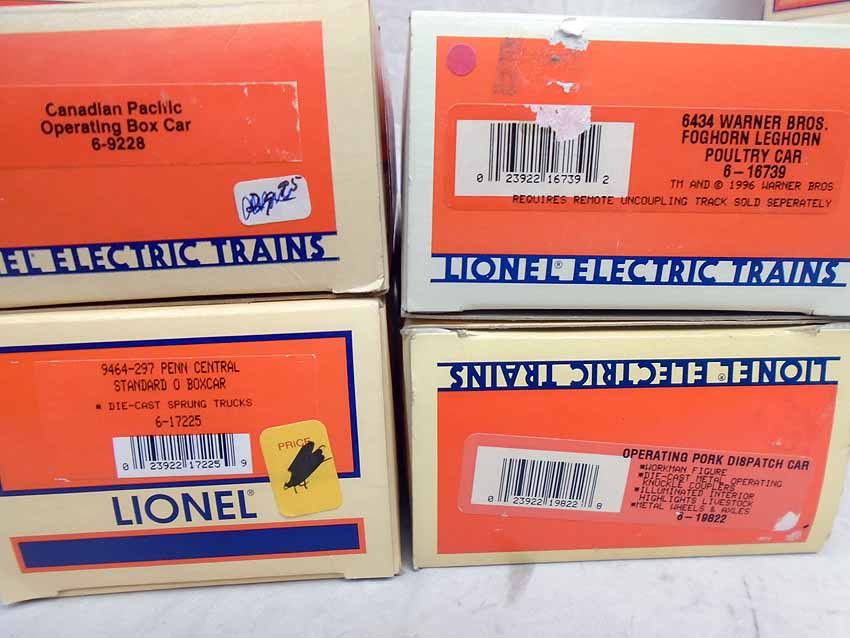 Canadian Pacific
Operating Box Car
6-9228
EL ELECTRIC TRAINS
6434 WARNER BROS.
FOGHORN LEGHORN
POULTRY CAR
6-16739
TM AND © 1996 WARNER BROS
REQUIRES REMOTE UNCOUPLING TRACK SOLD SEPERATELY
0 23922 16739 2
LIONEL® ELECTRIC TRAINS
9464-297 PENN CENTRAL
STANDARD O BOXCAR
■ DIE-CAST SPRUNG TRUCKS
6-17225
0 23922 17225 9
PRICE
LIONEL®
LIONEL® ELECTRIC TRAINS
OPERATING PORK DISPATCH CAR
■WORKMAN FIGURE
■DIE-CAST METAL OPERATING
KNUCKLE COUPLERS
■ILLUMINATED INTERIOR
HIGHLIGHTS LIVESTOCK
■METAL WHEELS & AXLES
6-19822
0 23922 19822 8